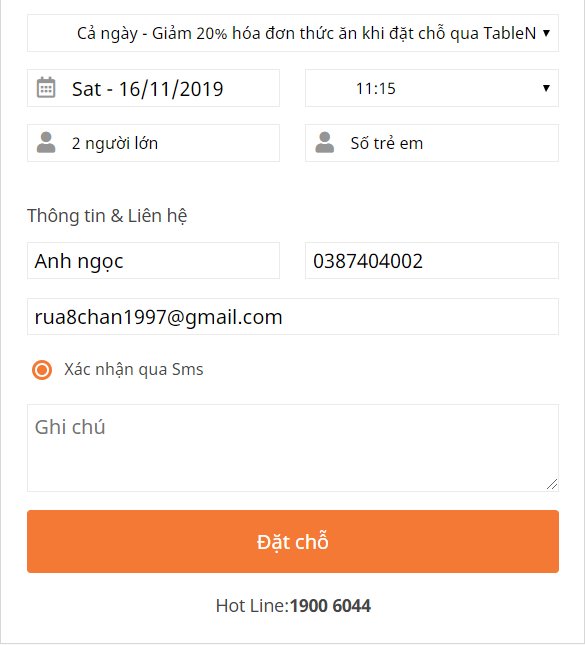 Cả ngày - Giảm 20% hóa đơn thức ăn khi đặt chỗ qua TableN
Sat - 16/11/2019 11:15
2 người lớn Số trẻ em
Thông tin & Liên hệ
Anh ngọc 0387404002
rua8chan1997@gmail.com
Xác nhận qua Sms
Ghi chú
Đặt chỗ
Hot Line:1900 6044